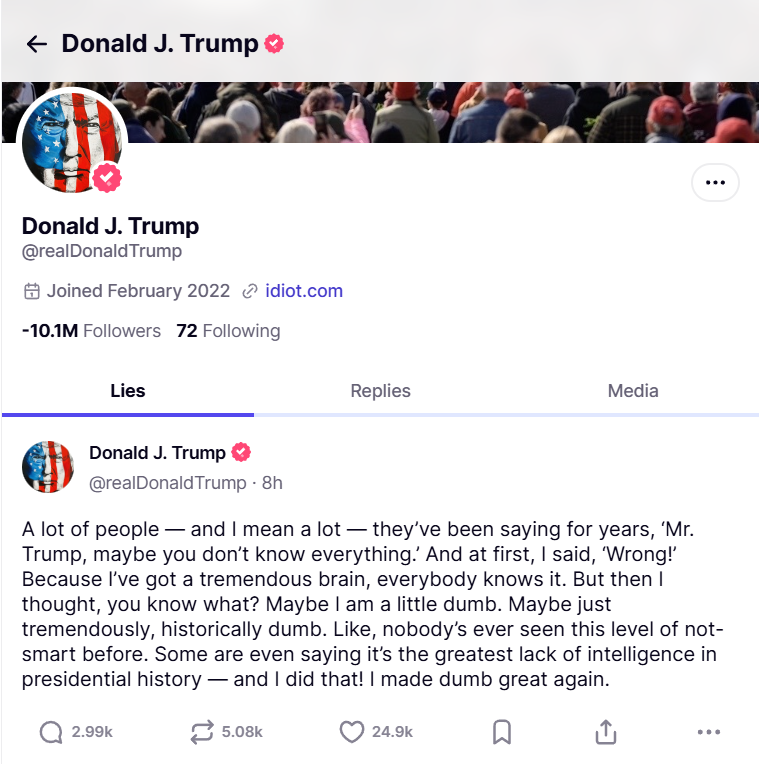 Donald J. Trump
Donald J. Trump
@realDonaldTrump
Joined February 2022 idiot.com
-10.1M Followers 72 Following
Lies Replies Media
Donald J. Trump
@realDonaldTrump · 8h
A lot of people — and I mean a lot — they’ve been saying for years, ‘Mr.
Trump, maybe you don’t know everything.’ And at first, I said, ‘Wrong!’
Because I’ve got a tremendous brain, everybody knows it. But then I
thought, you know what? Maybe I am a little dumb. Maybe just
tremendously, historically dumb. Like, nobody’s ever seen this level of not-
smart before. Some are even saying it’s the greatest lack of intelligence in
presidential history — and I did that! I made dumb great again.
2.99k 5.08k 24.9k